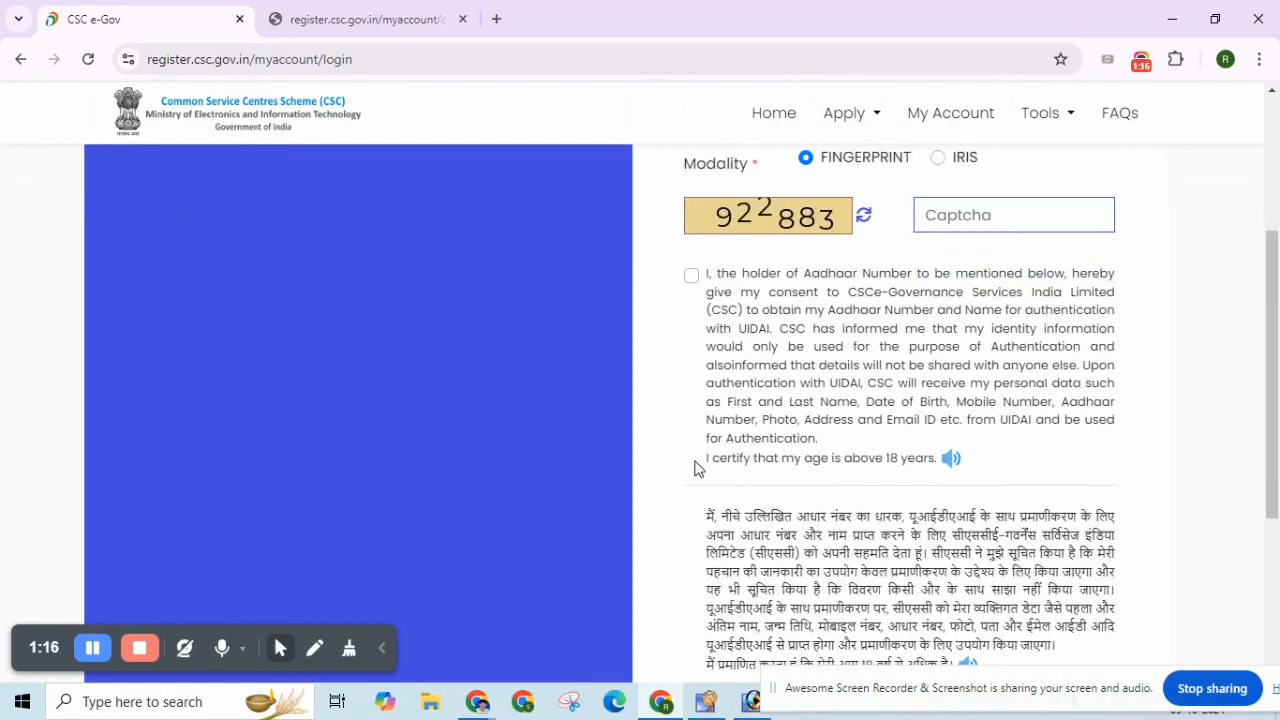 CSC e-Gov
register.csc.gov.in/myaccount/c
register.csc.gov.in/myaccount/login
1:16
R
Common Service Centres Scheme (CSC)
Ministry of Electronics and Information Technology
Government of India
Home Apply My Account Tools FAQs
Modality * FINGERPRINT IRIS
922883 Captcha
I, the holder of Aadhaar Number to be mentioned below, hereby
give my consent to CSCe-Governance Services India Limited
(CSC) to obtain my Aadhaar Number and Name for authentication
with UIDAI. CSC has informed me that my identity information
would only be used for the purpose of Authentication and
alsoinformed that details will not be shared with anyone else. Upon
authentication with UIDAI, CSC will receive my personal data such
as First and Last Name, Date of Birth, Mobile Number, Aadhaar
Number, Photo, Address and Email ID etc. from UIDAI and be used
for Authentication.
I certify that my age is above 18 years.
मैं, नीचे उल्लिखित आधार नंबर का धारक, यूआईडीएआई के साथ प्रमाणीकरण के लिए
अपना आधार नंबर और नाम प्राप्त करने के लिए सीएससीई-गवर्नेंस सर्विसेज इंडिया
लिमिटेड (सीएससी) को अपनी सहमति देता हूं। सीएससी ने मुझे सूचित किया है कि मेरी
पहचान की जानकारी का उपयोग केवल प्रमाणीकरण के उद्देश्य के लिए किया जाएगा और
यह भी सूचित किया है कि विवरण किसी और के साथ साझा नहीं किया जाएगा।
यूआईडीएआई के साथ प्रमाणीकरण पर, सीएससी को मेरा व्यक्तिगत डेटा जैसे पहला और
अंतिम नाम, जन्म तिथि, मोबाइल नंबर, आधार नंबर, फोटो, पता और ईमेल आईडी आदि
यूआईडीएआई से प्राप्त होगा और प्रमाणीकरण के लिए उपयोग किया जाएगा।
मैं प्रमाणित करता हूं कि मेरी आयु 18 वर्ष से अधिक है।
1:16
Awesome Screen Recorder & Screenshot is sharing your screen and audio. Stop sharing
Type here to search